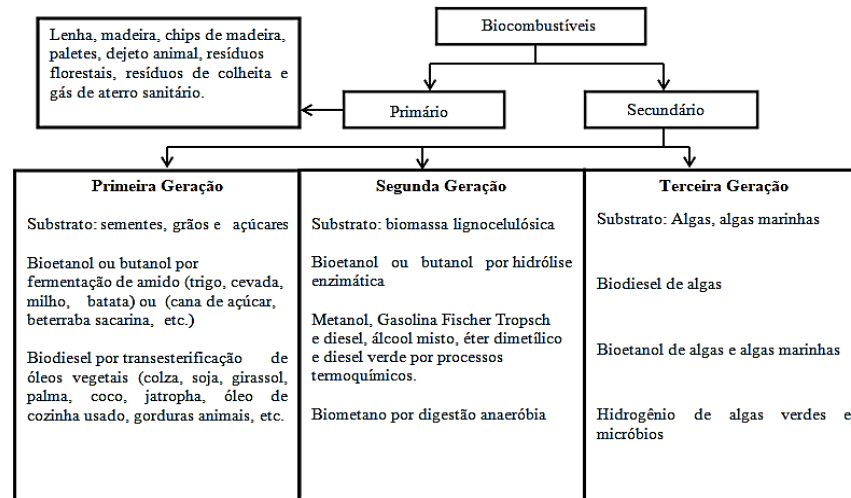 Biocombustíveis
Lenha, madeira, chips de madeira,
paletes, dejeto animal, resíduos
florestais, resíduos de colheita e
gás de aterro sanitário.
Primário
Secundário
Primeira Geração
Substrato: sementes, grãos e açúcares
Bioetanol ou butanol por
fermentação de amido (trigo, cevada,
milho, batata) ou (cana de açúcar,
beterraba sacarina, etc.)
Biodiesel por transesterificação de
óleos vegetais (colza, soja, girassol,
palma, coco, jatropha, óleo de
cozinha usado, gorduras animais, etc.
Segunda Geração
Substrato: biomassa lignocelulósica
Bioetanol ou butanol por hidrólise
enzimática
Metanol, Gasolina Fischer Tropsch
e diesel, álcool misto, éter dimetílico
e diesel verde por processos
termoquímicos.
Biometano por digestão anaeróbia
Terceira Geração
Substrato: Algas, algas marinhas
Biodiesel de algas
Bioetanol de algas e algas marinhas
Hidrogênio de algas verdes e
micróbios